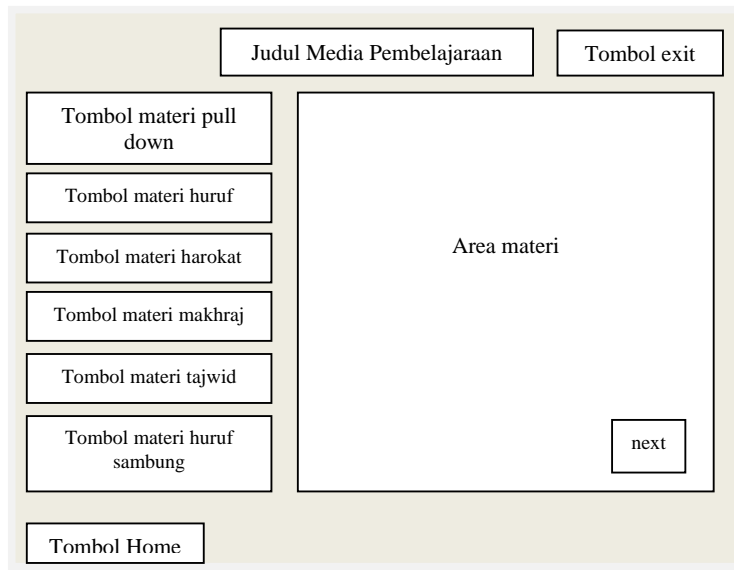 Judul Media Pembelajaraan
Tombol exit
Tombol materi pull
down
Tombol materi huruf
Tombol materi harokat
Tombol materi makhraj
Tombol materi tajwid
Tombol materi huruf
sambung
Area materi
next
Tombol Home